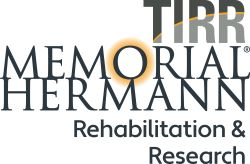 TIRR
MEMORIAL®
HERMANN
Rehabilitation &
Research